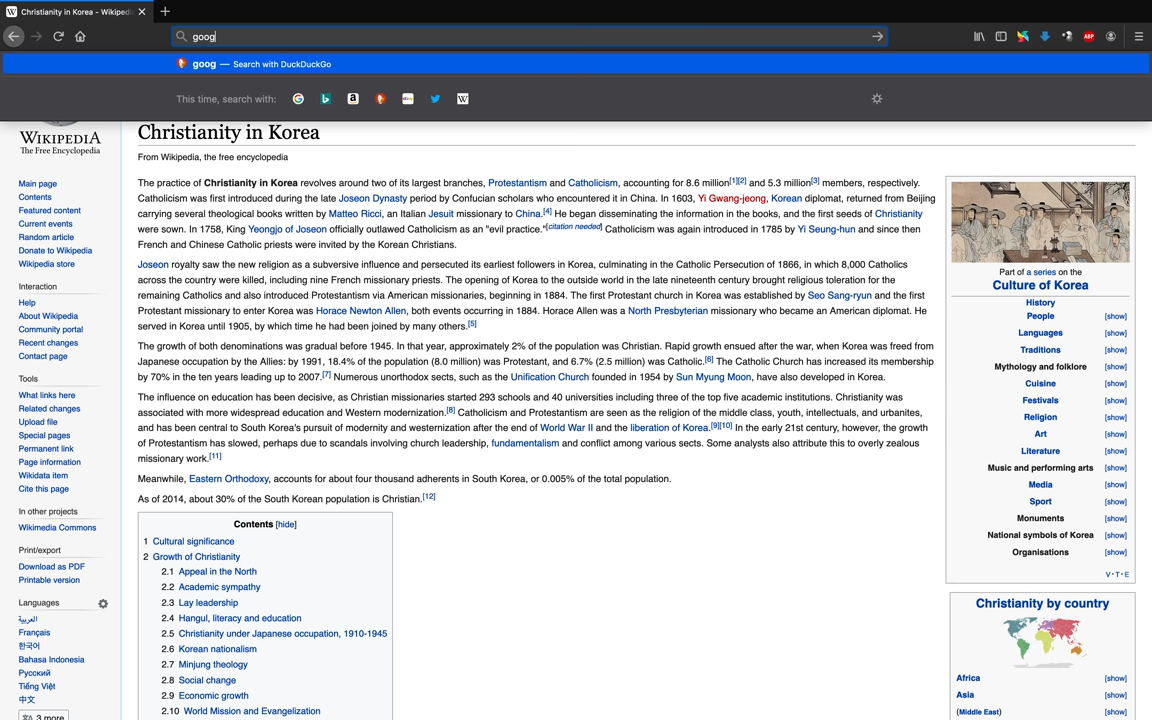 Christianity in Korea - Wikipedia
goog
goog — Search with DuckDuckGo
This time, search with:
WIKIPEDIA
The Free Encyclopedia
Main page
Contents
Featured content
Current events
Random article
Donate to Wikipedia
Wikipedia store
Interaction
Help
About Wikipedia
Community portal
Recent changes
Contact page
Tools
What links here
Related changes
Upload file
Special pages
Permanent link
Page information
Wikidata item
Cite this page
In other projects
Wikimedia Commons
Print/export
Download as PDF
Printable version
Languages
العربية
Français
한국어
Bahasa Indonesia
Русский
Tiếng Việt
中文
3 more
Christianity in Korea
From Wikipedia, the free encyclopedia
The practice of Christianity in Korea revolves around two of its largest branches, Protestantism and Catholicism, accounting for 8.6 million[1][2] and 5.3 million[3] members, respectively.
Catholicism was first introduced during the late Joseon Dynasty period by Confucian scholars who encountered it in China. In 1603, Yi Gwang-jeong, Korean diplomat, returned from Beijing
carrying several theological books written by Matteo Ricci, an Italian Jesuit missionary to China.[4] He began disseminating the information in the books, and the first seeds of Christianity
were sown. In 1758, King Yeongjo of Joseon officially outlawed Catholicism as an "evil practice."[citation needed] Catholicism was again introduced in 1785 by Yi Seung-hun and since then
French and Chinese Catholic priests were invited by the Korean Christians.
Joseon royalty saw the new religion as a subversive influence and persecuted its earliest followers in Korea, culminating in the Catholic Persecution of 1866, in which 8,000 Catholics
across the country were killed, including nine French missionary priests. The opening of Korea to the outside world in the late nineteenth century brought religious toleration for the
remaining Catholics and also introduced Protestantism via American missionaries, beginning in 1884. The first Protestant church in Korea was established by Seo Sang-ryun and the first
Protestant missionary to enter Korea was Horace Newton Allen, both events occurring in 1884. Horace Allen was a North Presbyterian missionary who became an American diplomat. He
served in Korea until 1905, by which time he had been joined by many others.[5]
The growth of both denominations was gradual before 1945. In that year, approximately 2% of the population was Christian. Rapid growth ensued after the war, when Korea was freed from
Japanese occupation by the Allies: by 1991, 18.4% of the population (8.0 million) was Protestant, and 6.7% (2.5 million) was Catholic.[6] The Catholic Church has increased its membership
by 70% in the ten years leading up to 2007.[7] Numerous unorthodox sects, such as the Unification Church founded in 1954 by Sun Myung Moon, have also developed in Korea.
The influence on education has been decisive, as Christian missionaries started 293 schools and 40 universities including three of the top five academic institutions. Christianity was
associated with more widespread education and Western modernization.[8] Catholicism and Protestantism are seen as the religion of the middle class, youth, intellectuals, and urbanites,
and has been central to South Korea's pursuit of modernity and westernization after the end of World War II and the liberation of Korea.[9][10] In the early 21st century, however, the growth
of Protestantism has slowed, perhaps due to scandals involving church leadership, fundamentalism and conflict among various sects. Some analysts also attribute this to overly zealous
missionary work.[11]
Meanwhile, Eastern Orthodoxy, accounts for about four thousand adherents in South Korea, or 0.005% of the total population.
As of 2014, about 30% of the South Korean population is Christian.[12]
Contents [hide]
1 Cultural significance
2 Growth of Christianity
2.1 Appeal in the North
2.2 Academic sympathy
2.3 Lay leadership
2.4 Hangul, literacy and education
2.5 Christianity under Japanese occupation, 1910-1945
2.6 Korean nationalism
2.7 Minjung theology
2.8 Social change
2.9 Economic growth
2.10 World Mission and Evangelization
Part of a series on the
Culture of Korea
History
People [show]
Languages [show]
Traditions [show]
Mythology and folklore
Cuisine [show]
Festivals [show]
Religion [show]
Art [show]
Literature [show]
Music and performing arts [show]
Media [show]
Sport [show]
Monuments [show]
National symbols of Korea [show]
Organisations [show]
V·T·E
Christianity by country
Africa [show]
Asia [show]
(Middle East) [show]